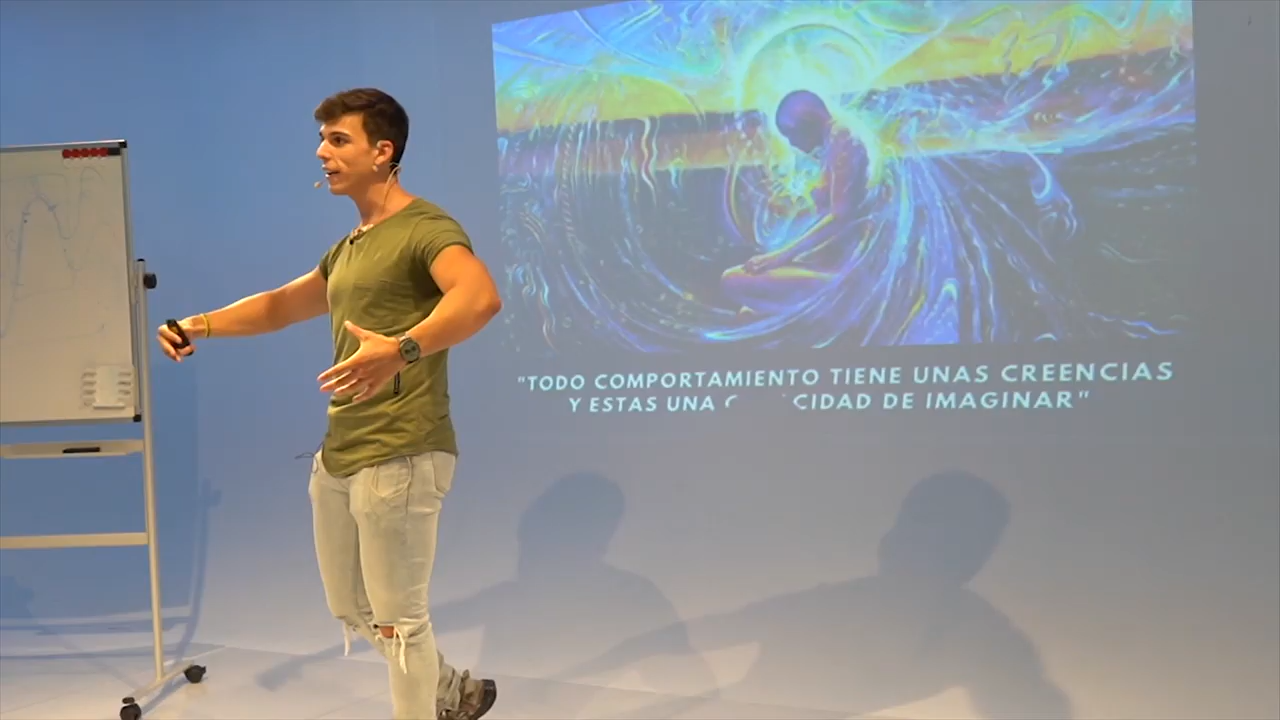 "TODO COMPORTAMIENTO TIENE UNAS CREENCIAS
Y ESTAS UNA DE IMAGINAR"